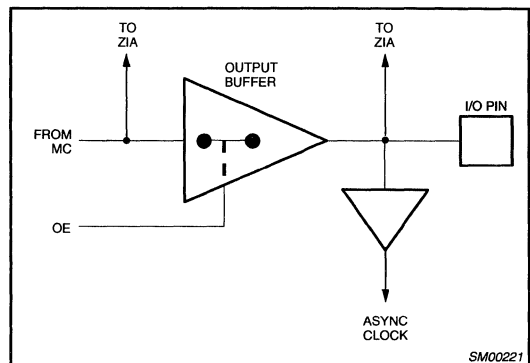 TO
ZIA
TO
ZIA
OUTPUT
BUFFER
I/O PIN
FROM
MC
OE
ASYNC
CLOCK
SM00221